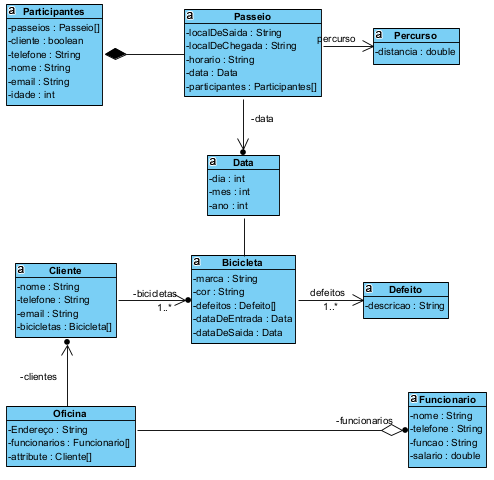 a Participantes
-passeios : Passeio[]
-cliente : boolean
-telefone : String
-nome : String
-email : String
-idade : int
a Passeio
-localDeSaida : String
-localDeChegada : String
-horario : String
-data : Data
-participantes : Participantes[]
percurso
a Percurso
-distancia : double
-data
a Data
-dia : int
-mes : int
-ano : int
a Cliente
-nome : String
-telefone : String
-email : String
-bicicletas : Bicicleta[]
-bicicletas
1..*
a Bicicleta
-marca : String
-cor : String
-defeitos : Defeito[]
-dataDeEntrada : Data
-dataDeSaida : Data
defeitos
1..*
a Defeito
-descricao : String
-clientes
Oficina
-Endereço : String
-funcionarios : Funcionario[]
-attribute : Cliente[]
-funcionarios
a Funcionario
-nome : String
-telefone : String
-funcao : String
-salario : double